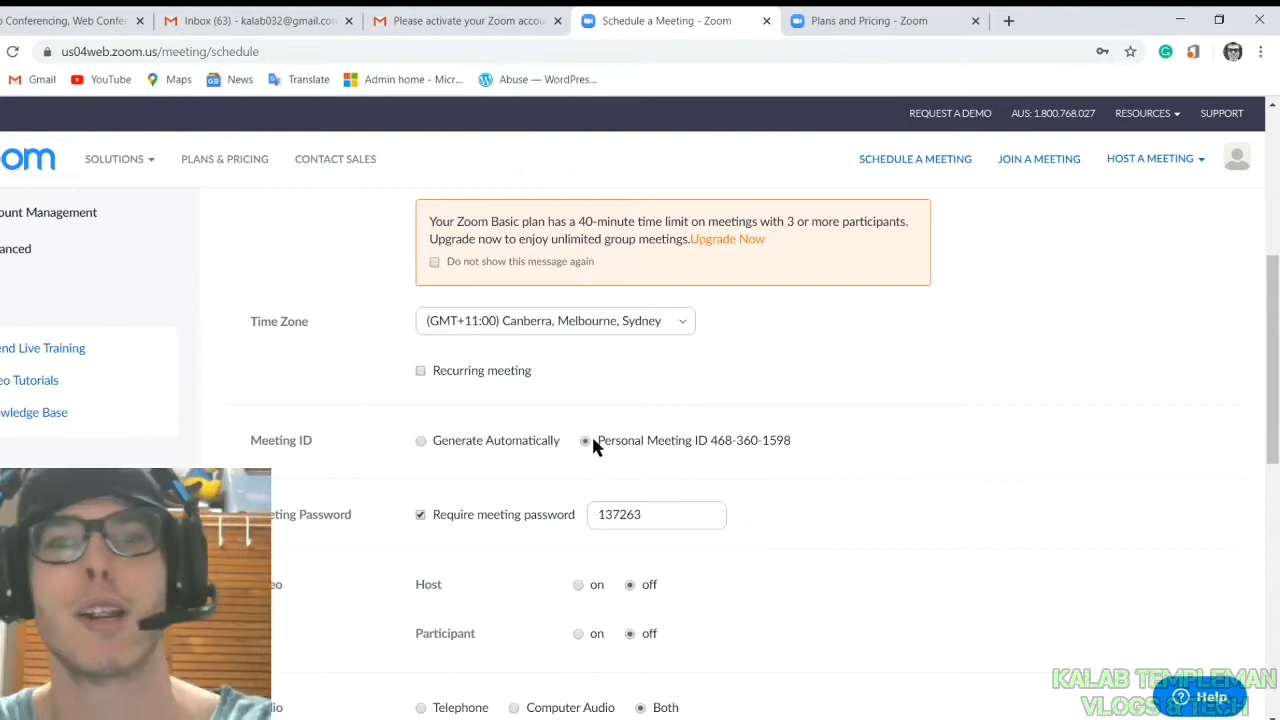 o Conferencing, Web Confe
Inbox (63) - kalab032@gmail.con
Please activate your Zoom accou
Schedule a Meeting - Zoom
Plans and Pricing - Zoom
us04web.zoom.us/meeting/schedule
Gmail
YouTube
Maps
News
Translate
Admin home - Micr...
Abuse — WordPres...
REQUEST A DEMO
AUS: 1.800.768.027
RESOURCES
SUPPORT
om
SOLUTIONS
PLANS & PRICING
CONTACT SALES
SCHEDULE A MEETING
JOIN A MEETING
HOST A MEETING
ount Management
anced
end Live Training
eo Tutorials
wledge Base
Your Zoom Basic plan has a 40-minute time limit on meetings with 3 or more participants.
Upgrade now to enjoy unlimited group meetings.Upgrade Now
Do not show this message again
Time Zone
(GMT+11:00) Canberra, Melbourne, Sydney
Recurring meeting
Meeting ID
Generate Automatically
Personal Meeting ID 468-360-1598
eting Password
Require meeting password
137263
eo
Host
on
off
Participant
on
off
io
Telephone
Computer Audio
Both
KALAB TEMPLEMAN
VLOGS & TECH
Help